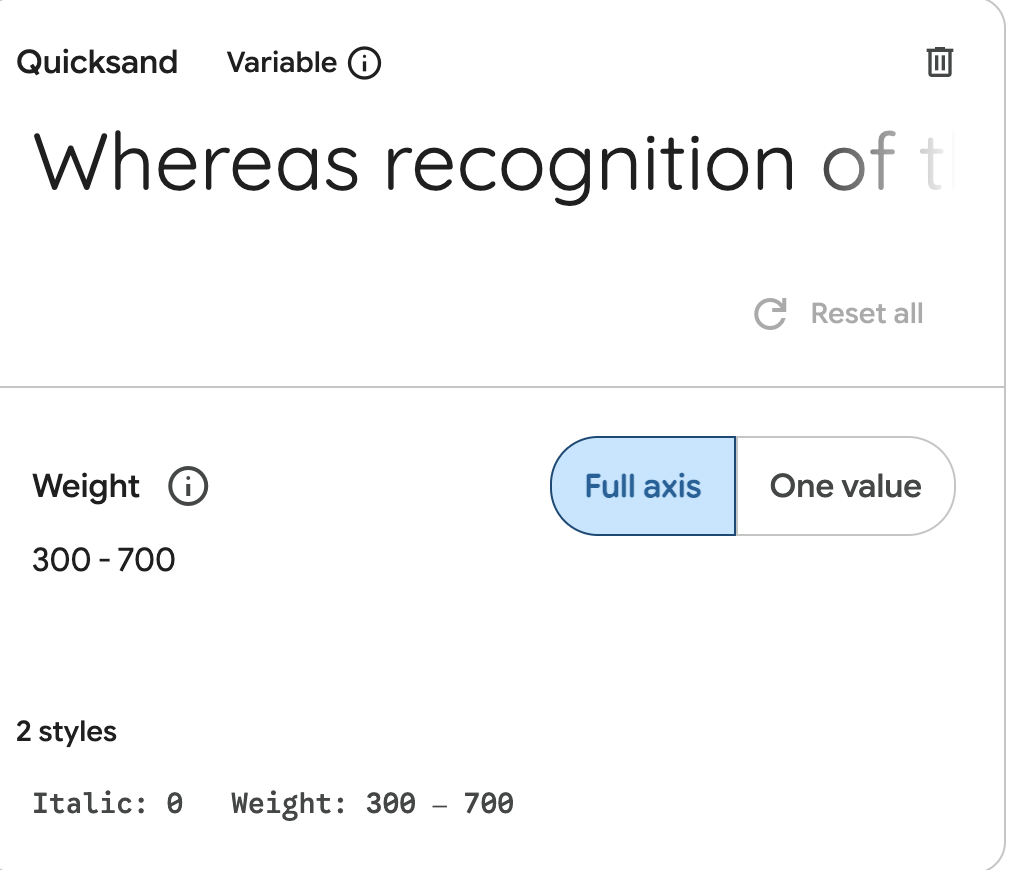 Quicksand Variable
Whereas recognition of t
Reset all
Weight Full axis One value
300 - 700
2 styles
Italic: 0 Weight: 300 – 700